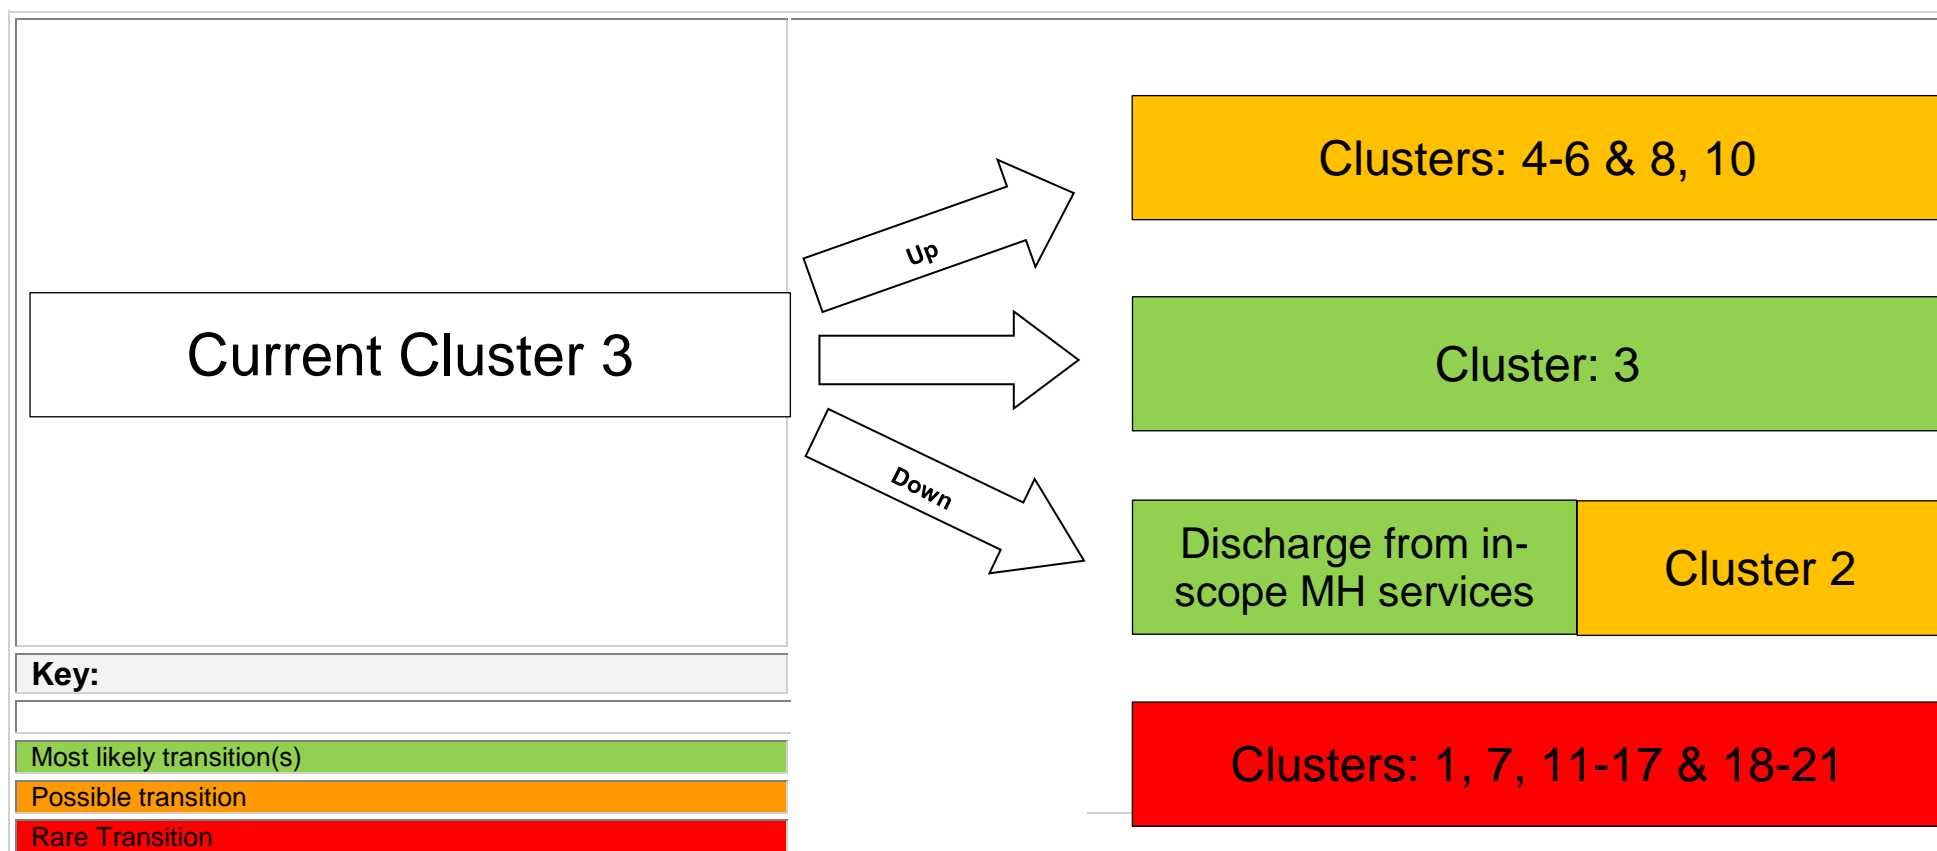 Current Cluster 3
Up
Down
Clusters: 4-6 & 8, 10
Cluster: 3
Discharge from in-
scope MH services
Cluster 2
Clusters: 1, 7, 11-17 & 18-21
Key:
Most likely transition(s)
Possible transition
Rare Transition